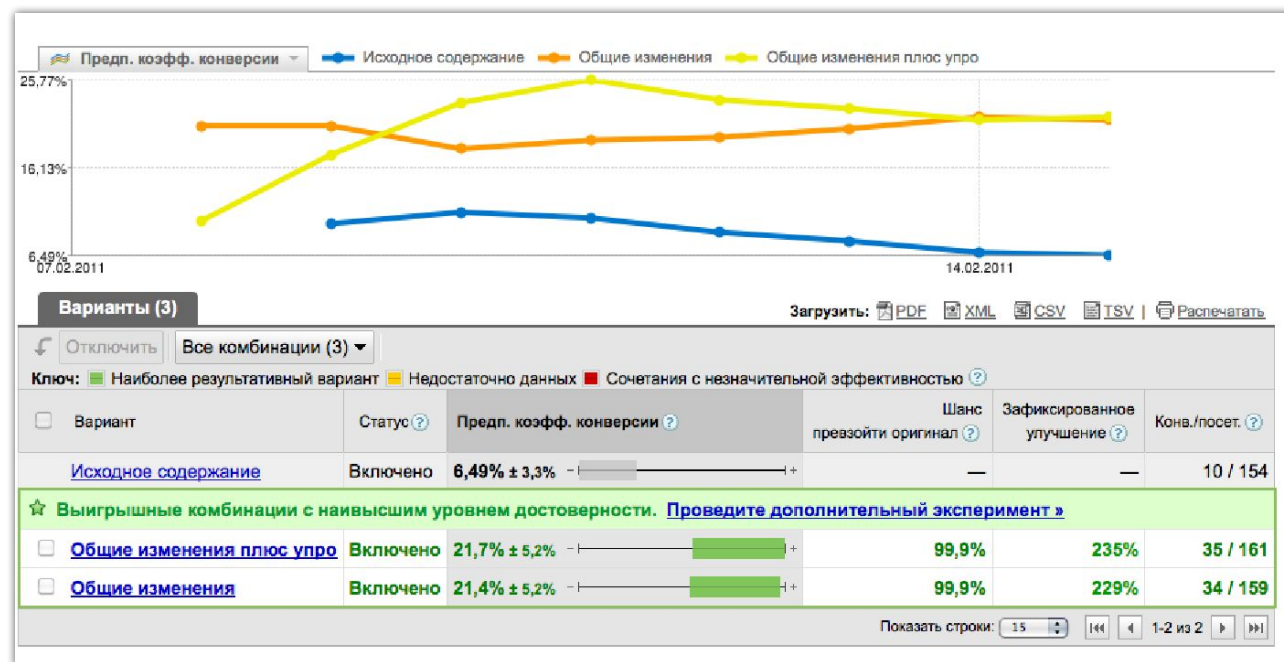 Предп. коэфф. конверсии Исходное содержание Общие изменения Общие изменения плюс упро
25,77%
16,13%
6,49%
07.02.2011 14.02.2011
Варианты (3) Загрузить: PDF XML CSV TSV | Распечатать
Отключить Все комбинации (3)
Ключ: Наиболее результативный вариант Недостаточно данных Сочетания с незначительной эффективностью ?
Вариант Статус ? Предп. коэфф. конверсии ? Шанс превзойти оригинал ? Зафиксированное улучшение ? Конв./посет. ?
Исходное содержание Включено 6,49% ± 3,3% – + — — 10 / 154
Выигрышные комбинации с наивысшим уровнем достоверности. Проведите дополнительный эксперимент »
Общие изменения плюс упро Включено 21,7% ± 5,2% – + 99,9% 235% 35 / 161
Общие изменения Включено 21,4% ± 5,2% – + 99,9% 229% 34 / 159
Показать строки: 15 1-2 из 2